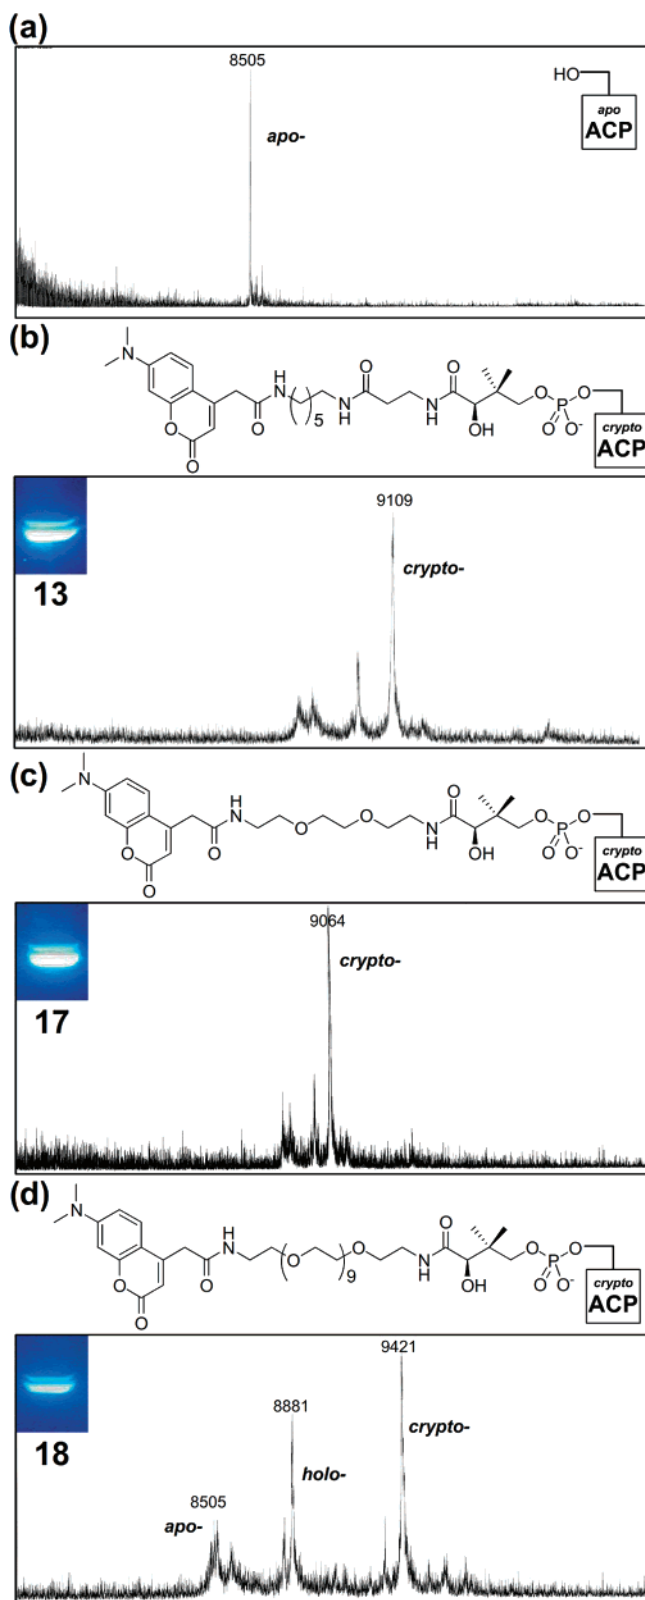 (a)
8505
apo-
HO
apo
ACP
(b)
N
O
O
O
H
N
5
N
H
O
N
H
O
OH
O
P
O
O-
O
crypto
ACP
9109
crypto-
13
(c)
N
O
O
O
H
N
O
O
N
H
O
OH
O
P
O
O-
O
crypto
ACP
9064
crypto-
17
(d)
N
O
O
O
H
N
O
9
O
N
H
O
OH
O
P
O
O-
O
crypto
ACP
9421
8881
crypto-
holo-
8505
apo-
18